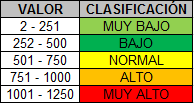 VALOR CLASIFICACIÓN
2 - 251 MUY BAJO
252 - 500 BAJO
501 - 750 NORMAL
751 - 1000 ALTO
1001 - 1250 MUY ALTO